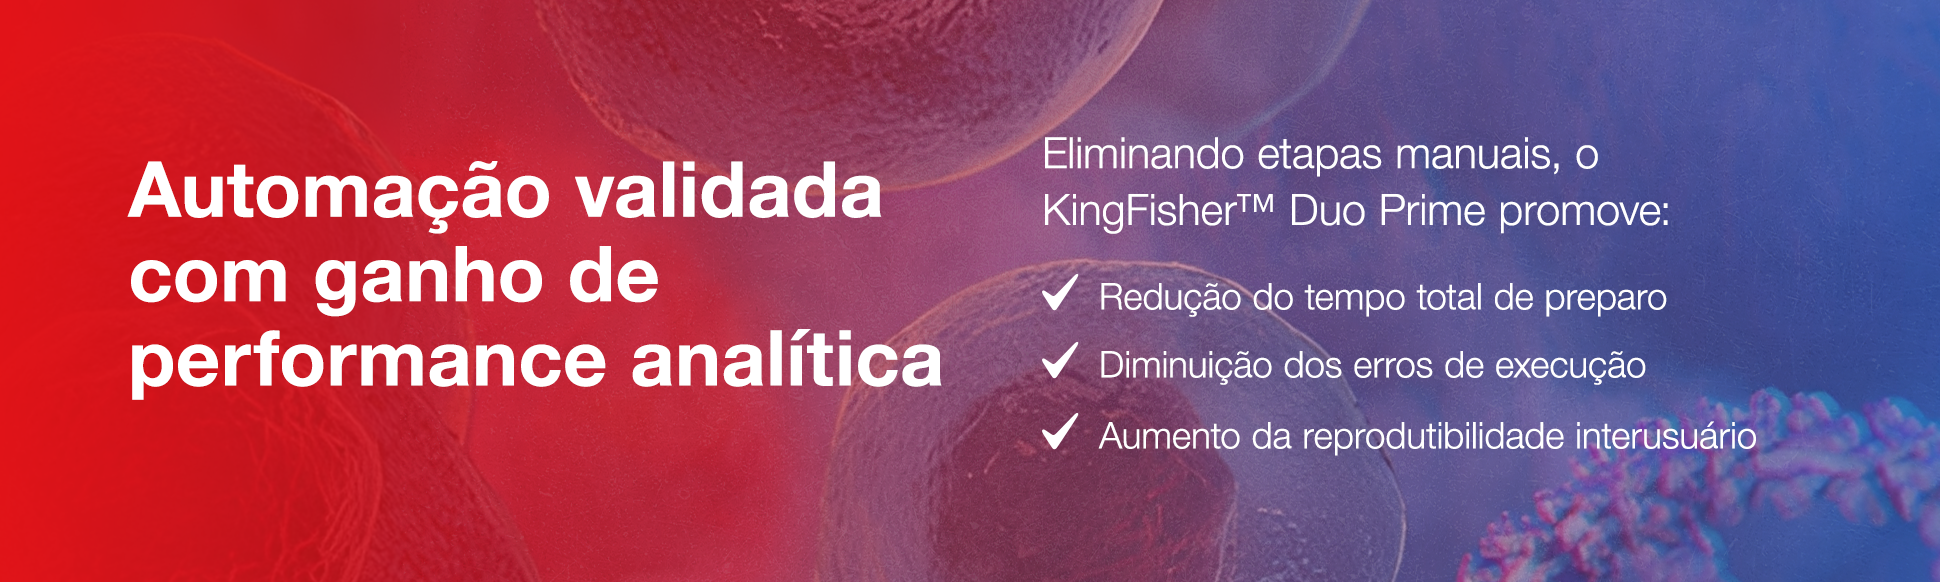 Automação validada
com ganho de
performance analítica
Eliminando etapas manuais, o
KingFisher™ Duo Prime promove:
Redução do tempo total de preparo
Diminuição dos erros de execução
Aumento da reprodutibilidade interusuário